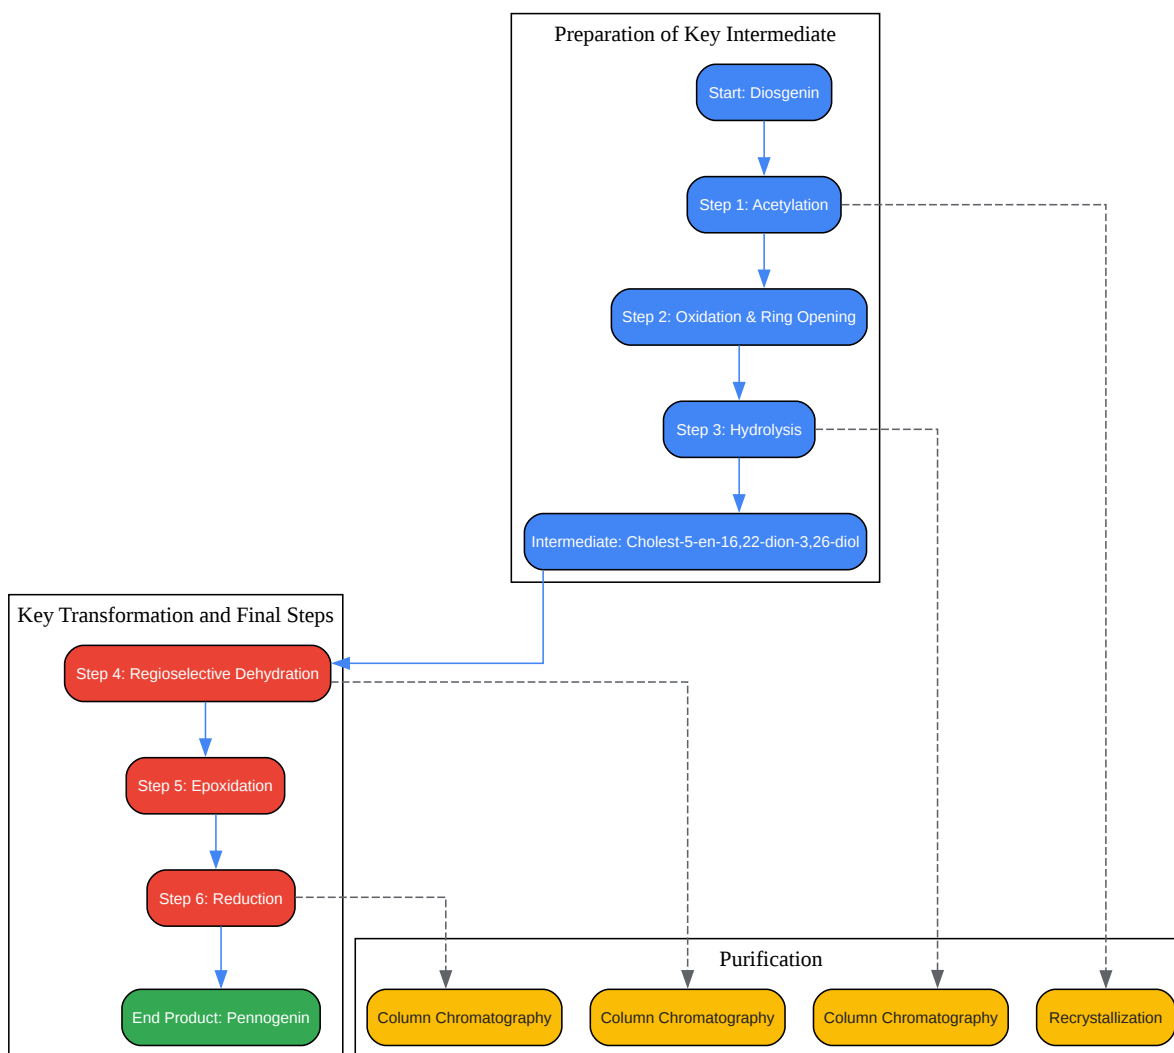 Preparation of Key Intermediate
Start: Diosgenin
Step 1: Acetylation
Step 2: Oxidation & Ring Opening
Step 3: Hydrolysis
Intermediate: Cholest-5-en-16,22-dion-3,26-diol
Key Transformation and Final Steps
Step 4: Regioselective Dehydration
Step 5: Epoxidation
Step 6: Reduction
End Product: Pennogenin
Purification
Column Chromatography
Column Chromatography
Column Chromatography
Recrystallization